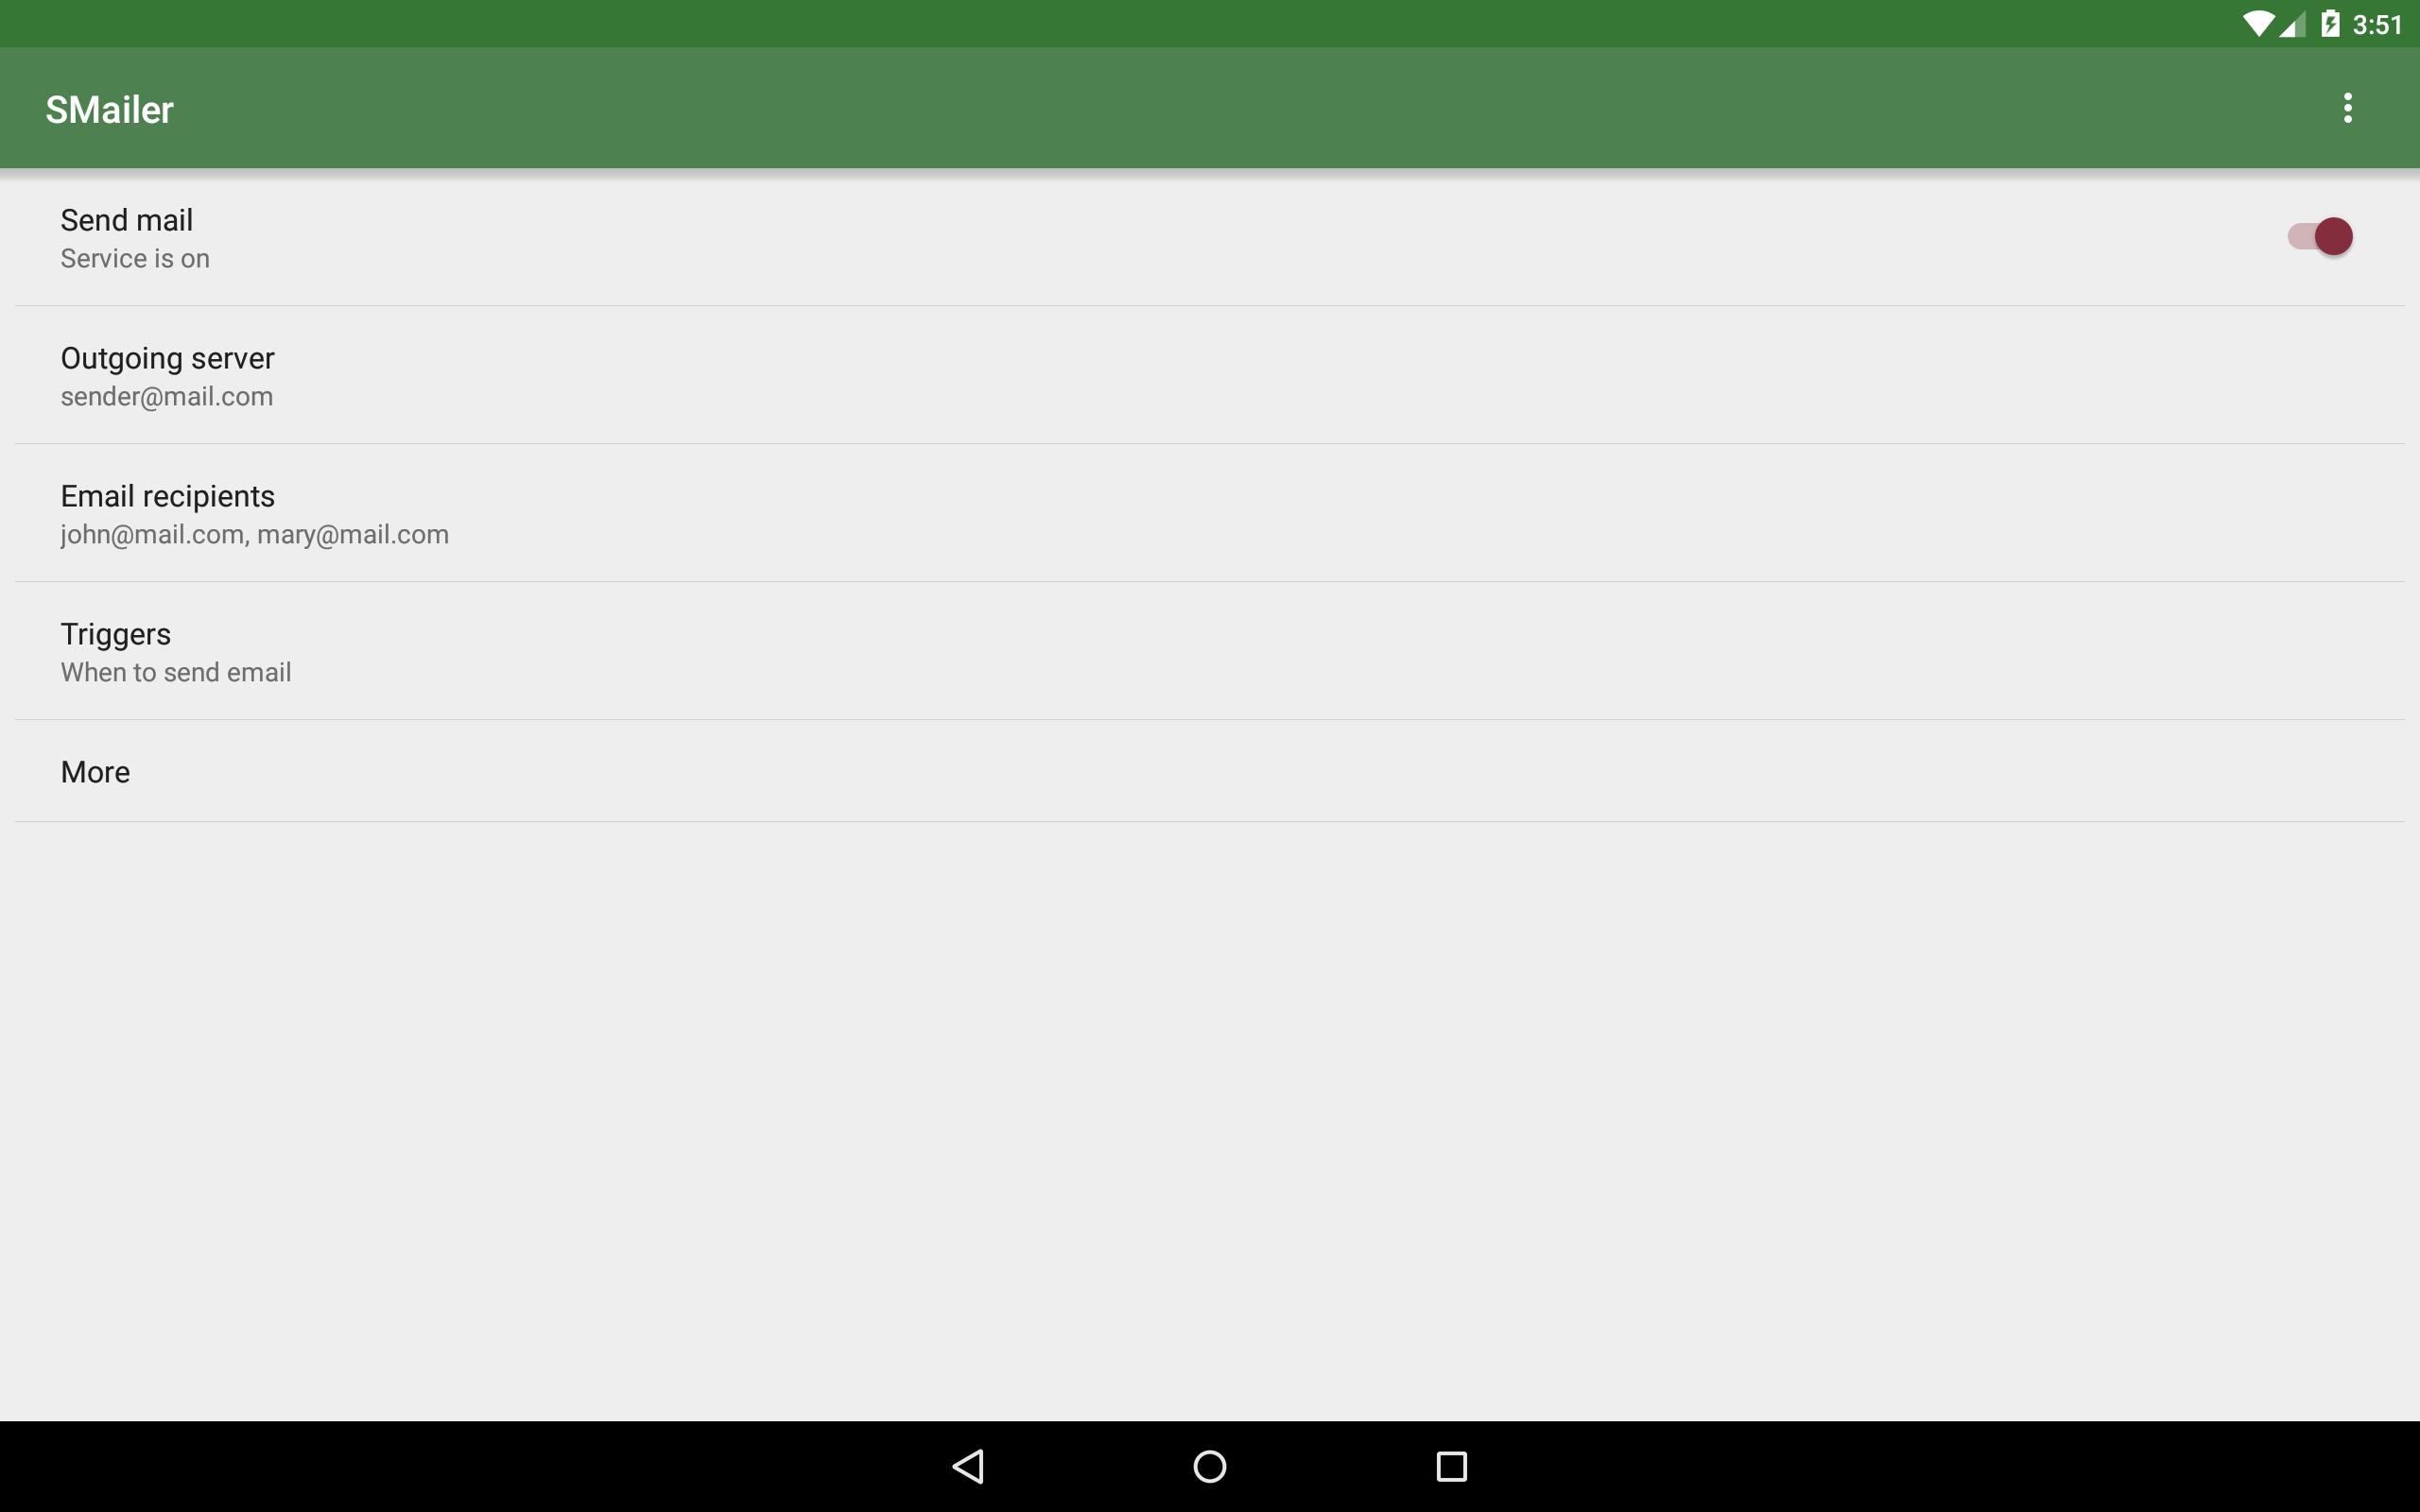 3:51
SMailer
Send mail
Service is on
Outgoing server
sender@mail.com
Email recipients
john@mail.com, mary@mail.com
Triggers
When to send email
More